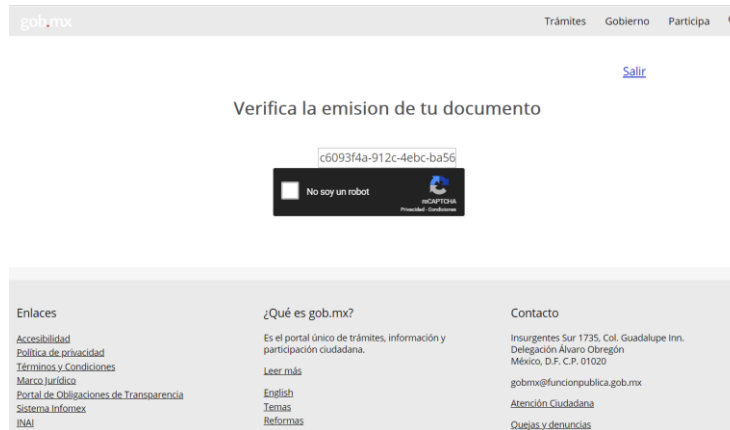 gob.mx
Trámites Gobierno Participa
Salir
Verifica la emision de tu documento
c6093f4a-912c-4ebc-ba56
No soy un robot
reCAPTCHA
Privacidad - Condiciones
Enlaces
Accesibilidad
Política de privacidad
Términos y Condiciones
Marco Jurídico
Portal de Obligaciones de Transparencia
Sistema Infomex
INAI
¿Qué es gob.mx?
Es el portal único de trámites, información y
participación ciudadana.
Leer más
English
Temas
Reformas
Contacto
Insurgentes Sur 1735, Col. Guadalupe Inn.
Delegación Álvaro Obregón
México, D.F. C.P. 01020
gobmx@funcionpublica.gob.mx
Atención Ciudadana
Quejas y denuncias